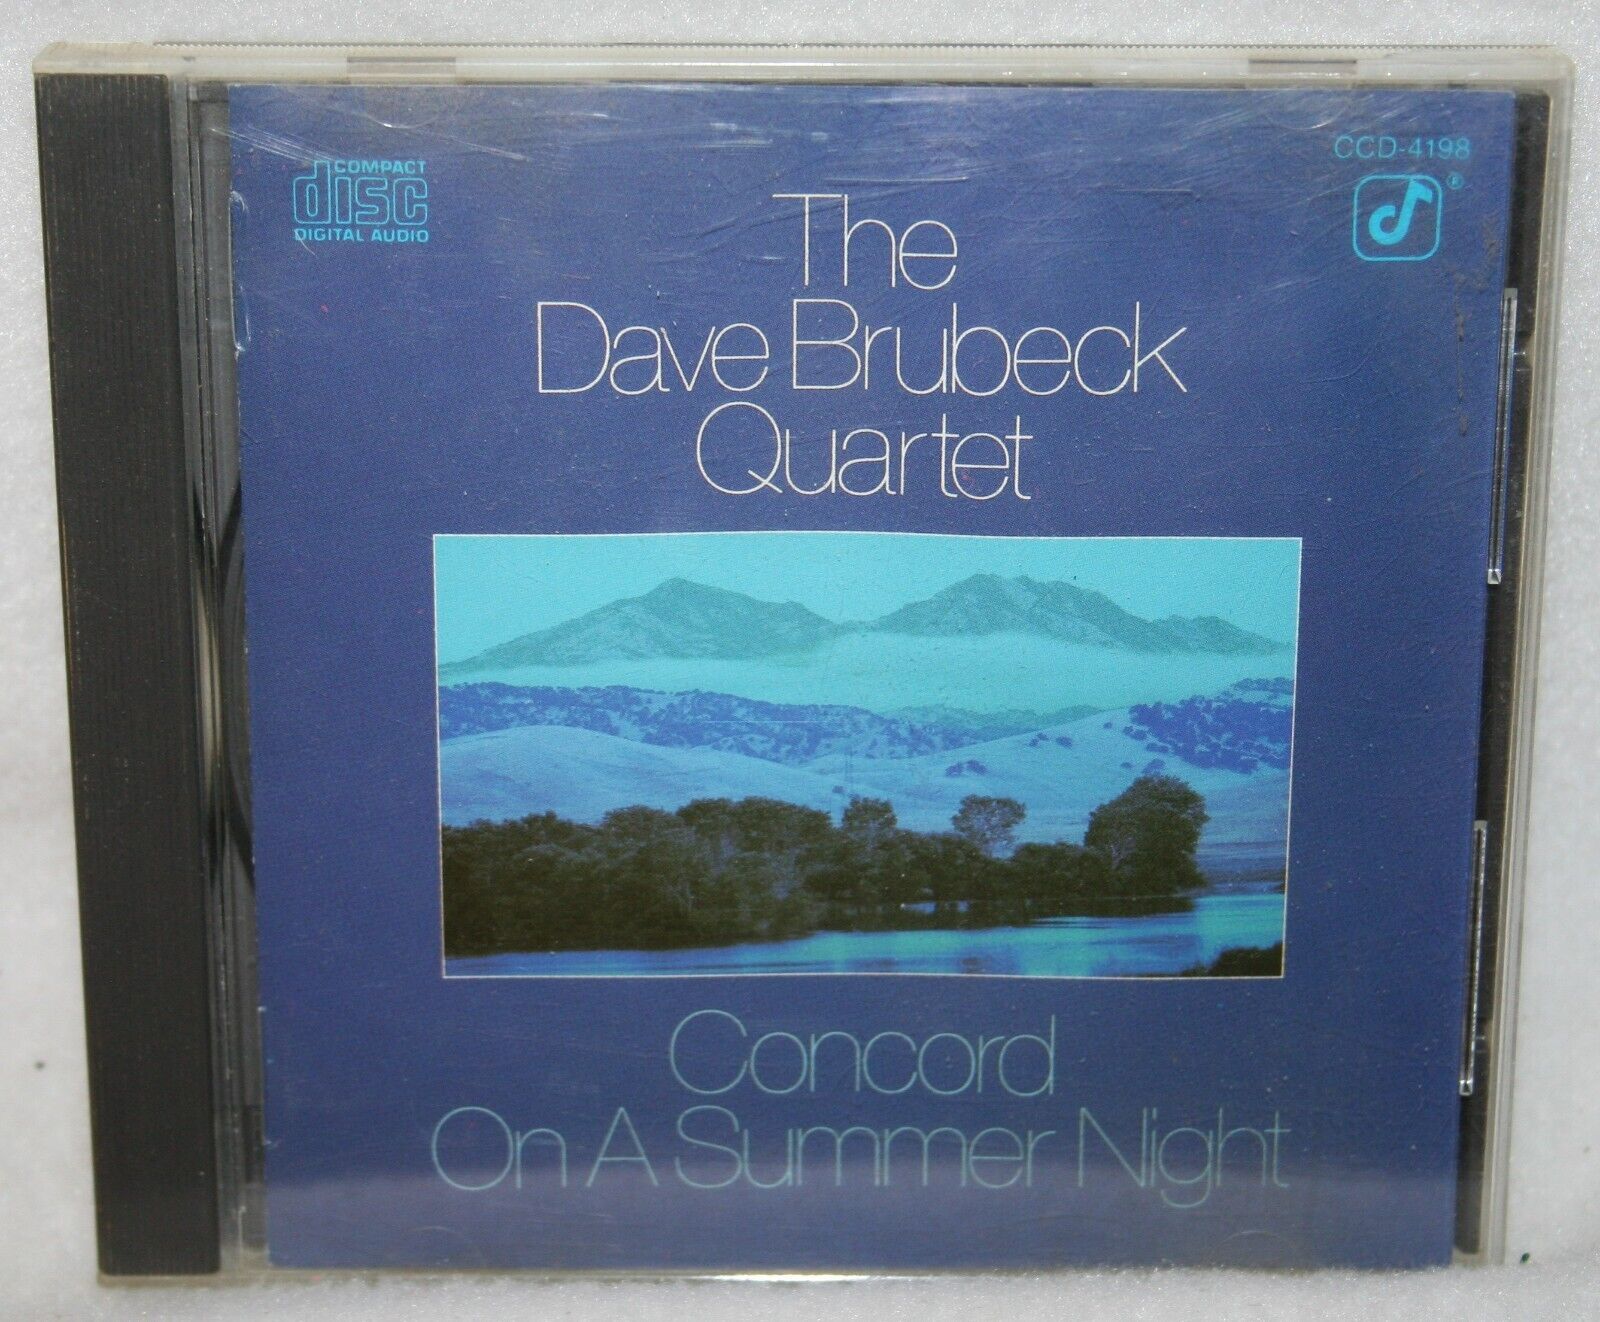 COMPACT
disc
DIGITAL AUDIO
CCD-4198
®
The
Dave Brubeck
Quartet
Concord
On A Summer Night